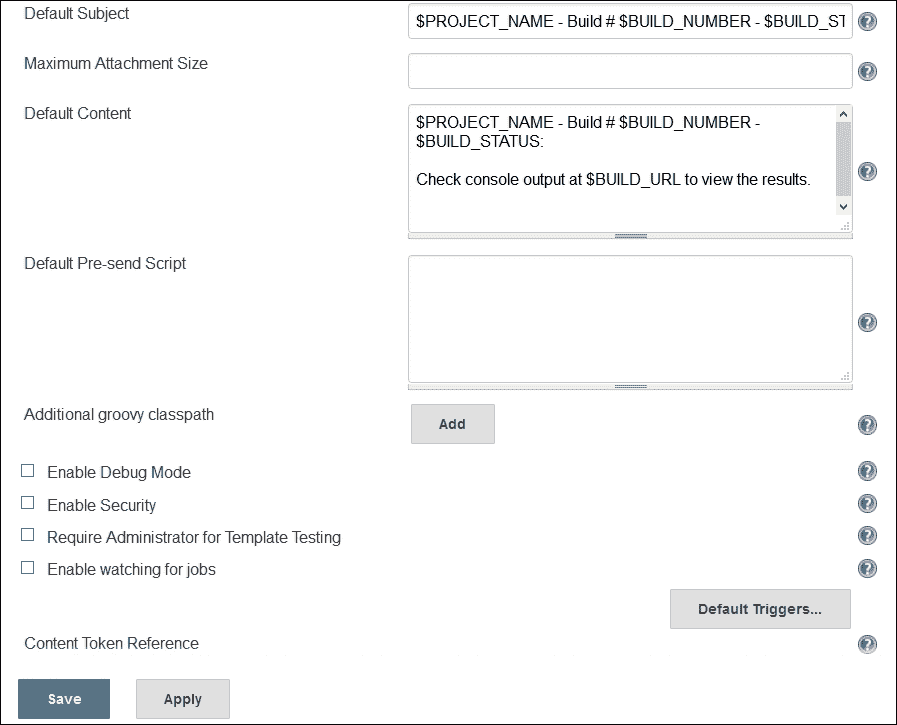 Default Subject
$PROJECT_NAME - Build # $BUILD_NUMBER - $BUILD_ST
Maximum Attachment Size
Default Content
$PROJECT_NAME - Build # $BUILD_NUMBER -
$BUILD_STATUS:
Check console output at $BUILD_URL to view the results.
Default Pre-send Script
Additional groovy classpath
Add
Enable Debug Mode
Enable Security
Require Administrator for Template Testing
Enable watching for jobs
Default Triggers...
Content Token Reference
Save Apply